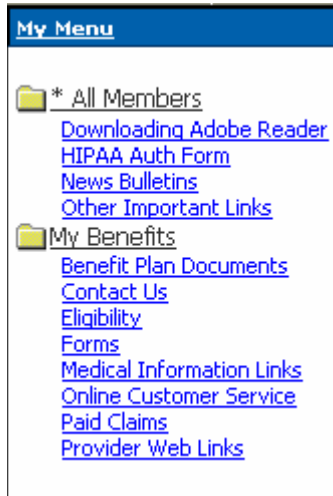 My Menu
* All Members
Downloading Adobe Reader
HIPAA Auth Form
News Bulletins
Other Important Links
My Benefits
Benefit Plan Documents
Contact Us
Eligibility
Forms
Medical Information Links
Online Customer Service
Paid Claims
Provider Web Links